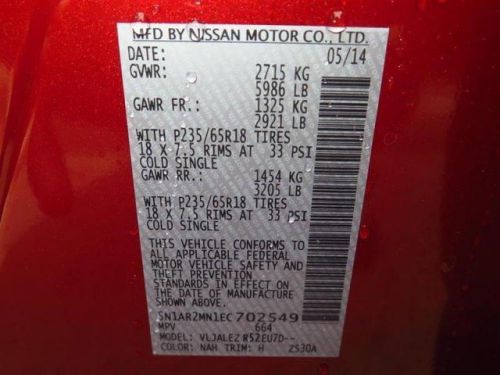 MFD BY NISSAN MOTOR CO., LTD.
DATE: 05/14
GVWR: 2715 KG
5986 LB
GAWR FR.: 1325 KG
2921 LB
WITH P235/65R18 TIRES
18 X 7.5 RIMS AT 33 PSI
COLD SINGLE
GAWR RR.: 1454 KG
3205 LB
WITH P235/65R18 TIRES
18 X 7.5 RIMS AT 33 PSI
COLD SINGLE
THIS VEHICLE CONFORMS TO
ALL APPLICABLE FEDERAL
MOTOR VEHICLE SAFETY AND
THEFT PREVENTION
STANDARDS IN EFFECT ON
THE DATE OF MANUFACTURE
SHOWN ABOVE.
5N1AR2MN1EC702549
MPV 664
MODEL: VLJALEZ R52EU7D--
COLOR: NAH TRIM: H Z530A